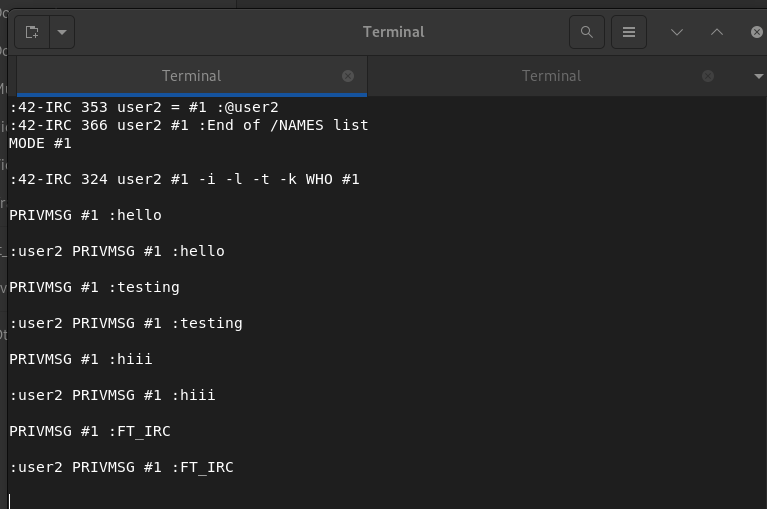 Terminal
Terminal
Terminal
:42-IRC 353 user2 = #1 :@user2
:42-IRC 366 user2 #1 :End of /NAMES list
MODE #1
:42-IRC 324 user2 #1 -i -l -t -k WHO #1
PRIVMSG #1 :hello
:user2 PRIVMSG #1 :hello
PRIVMSG #1 :testing
:user2 PRIVMSG #1 :testing
PRIVMSG #1 :hiii
:user2 PRIVMSG #1 :hiii
PRIVMSG #1 :FT_IRC
:user2 PRIVMSG #1 :FT_IRC